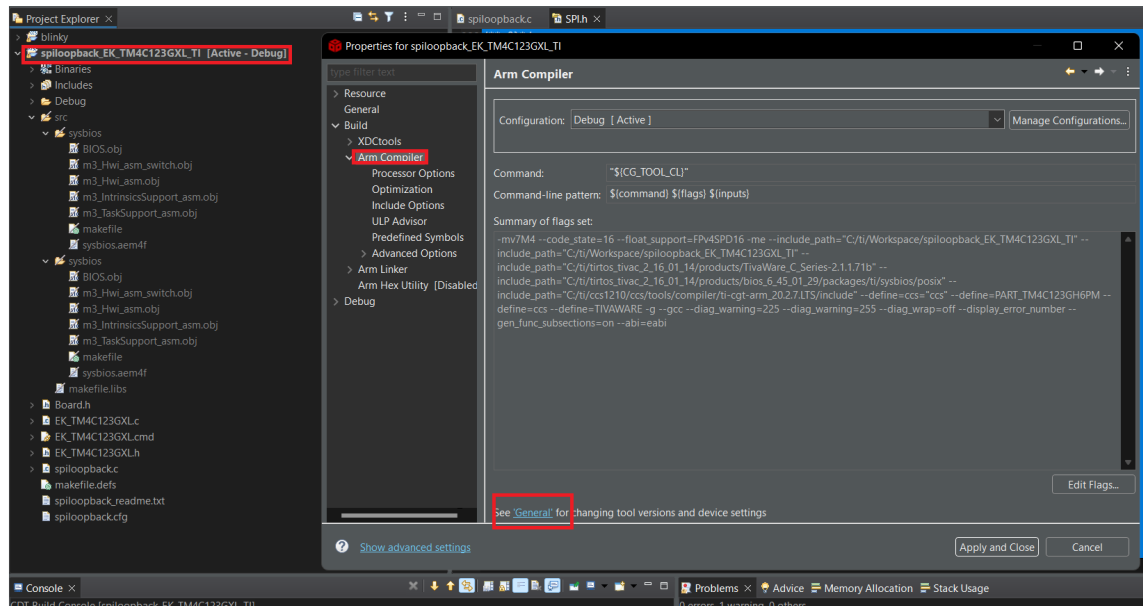 Project Explorer
spiloopback.c
SPI.h
blinky
spiloopback_EK_TM4C123GXL_TI [Active - Debug]
Binaries
Includes
Debug
src
sysbios
BIOS.obj
m3_Hwi_asm_switch.obj
m3_Hwi_asm.obj
m3_IntrinsicsSupport_asm.obj
m3_TaskSupport_asm.obj
makefile
sysbios.aem4f
sysbios
BIOS.obj
m3_Hwi_asm_switch.obj
m3_Hwi_asm.obj
m3_IntrinsicsSupport_asm.obj
m3_TaskSupport_asm.obj
makefile
sysbios.aem4f
makefile.libs
Board.h
EK_TM4C123GXL.c
EK_TM4C123GXL.cmd
EK_TM4C123GXL.h
spiloopback.c
makefile.defs
spiloopback_readme.txt
spiloopback.cfg
Properties for spiloopback_EK_TM4C123GXL_TI
type filter text
Resource
General
Build
XDCtools
Arm Compiler
Processor Options
Optimization
Include Options
ULP Advisor
Predefined Symbols
Advanced Options
Arm Linker
Arm Hex Utility [Disabled
Debug
Arm Compiler
Configuration: Debug [ Active ]
Manage Configurations...
Command: "${CG_TOOL_CL}"
Command-line pattern: ${command} ${flags} ${inputs}
Summary of flags set:
-mv7M4 --code_state=16 --float_support=FPv4SPD16 -me --include_path="C:/ti/Workspace/spiloopback_EK_TM4C123GXL_TI" --
include_path="C:/ti/Workspace/spiloopback_EK_TM4C123GXL_TI" --
include_path="C:/ti/tirtos_tivac_2_16_01_14/products/TivaWare_C_Series-2.1.1.71b" --
include_path="C:/ti/tirtos_tivac_2_16_01_14/products/bios_6_45_01_29/packages/ti/sysbios/posix" --
include_path="C:/ti/ccs1210/ccs/tools/compiler/ti-cgt-arm_20.2.7.LTS/include" --define=ccs="ccs" --define=PART_TM4C123GH6PM --
define=ccs --define=TIVAWARE -g --gcc --diag_warning=225 --diag_warning=255 --diag_wrap=off --display_error_number --
gen_func_subsections=on --abi=eabi
Edit Flags...
See 'General' for changing tool versions and device settings
Show advanced settings
Apply and Close
Cancel
Console
Problems
Advice
Memory Allocation
Stack Usage
CDT Build Console [spiloopback_EK_TM4C123GXL_TI]
0 errors, 1 warning, 0 others